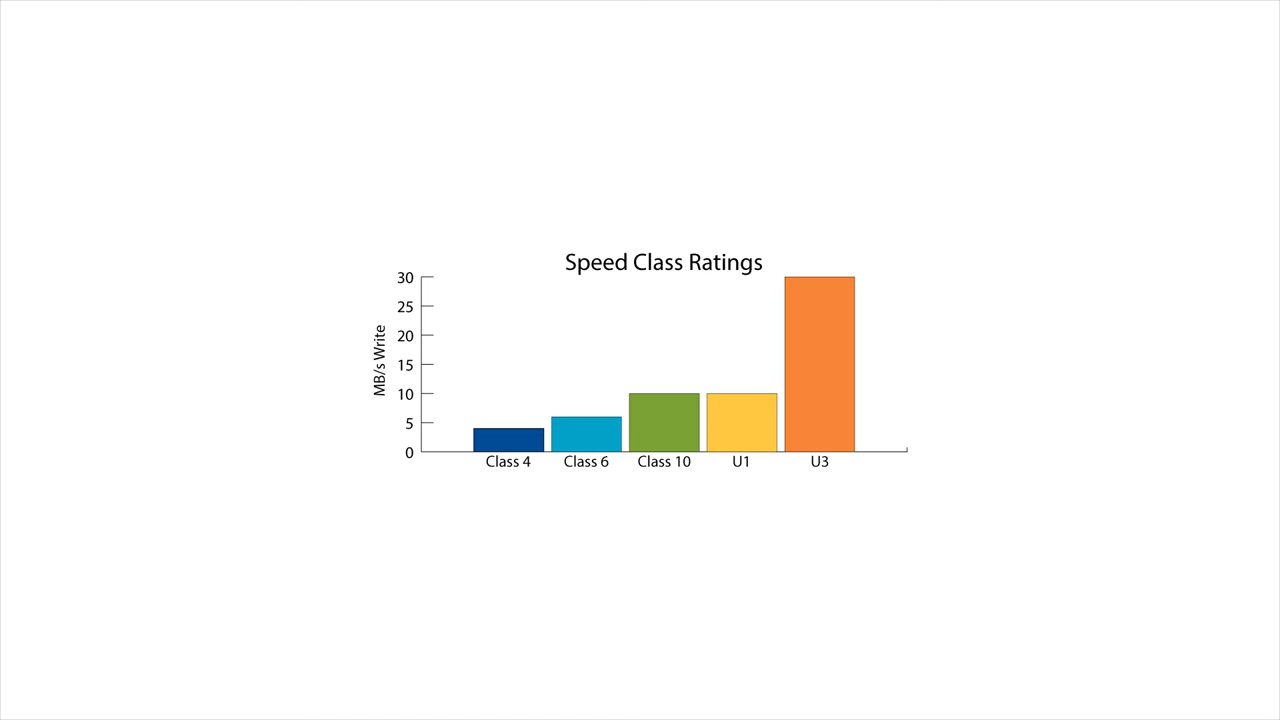 Speed Class Ratings
MB/s Write
30
25
20
15
10
5
0
Class 4
Class 6
Class 10
U1
U3